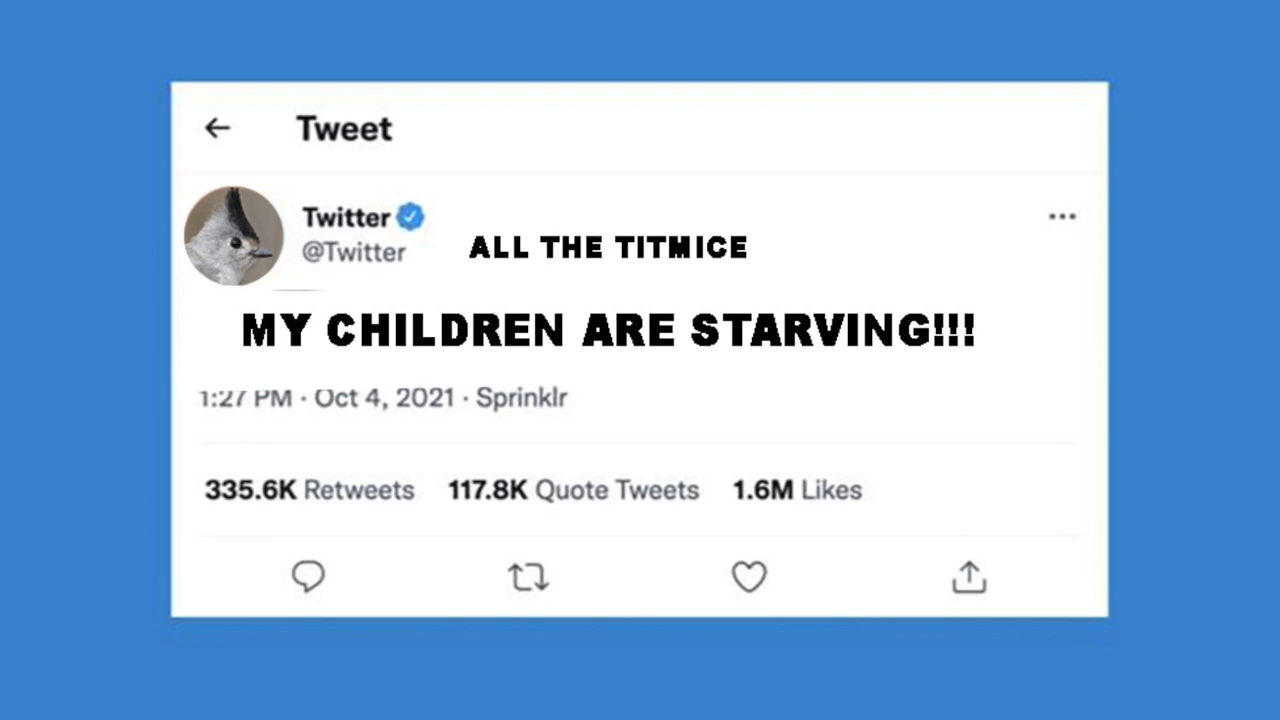 Tweet
Twitter
@Twitter
ALL THE TITMICE
MY CHILDREN ARE STARVING!!!
1:27 PM · Oct 4, 2021 · Sprinklr
335.6K Retweets 117.8K Quote Tweets 1.6M Likes